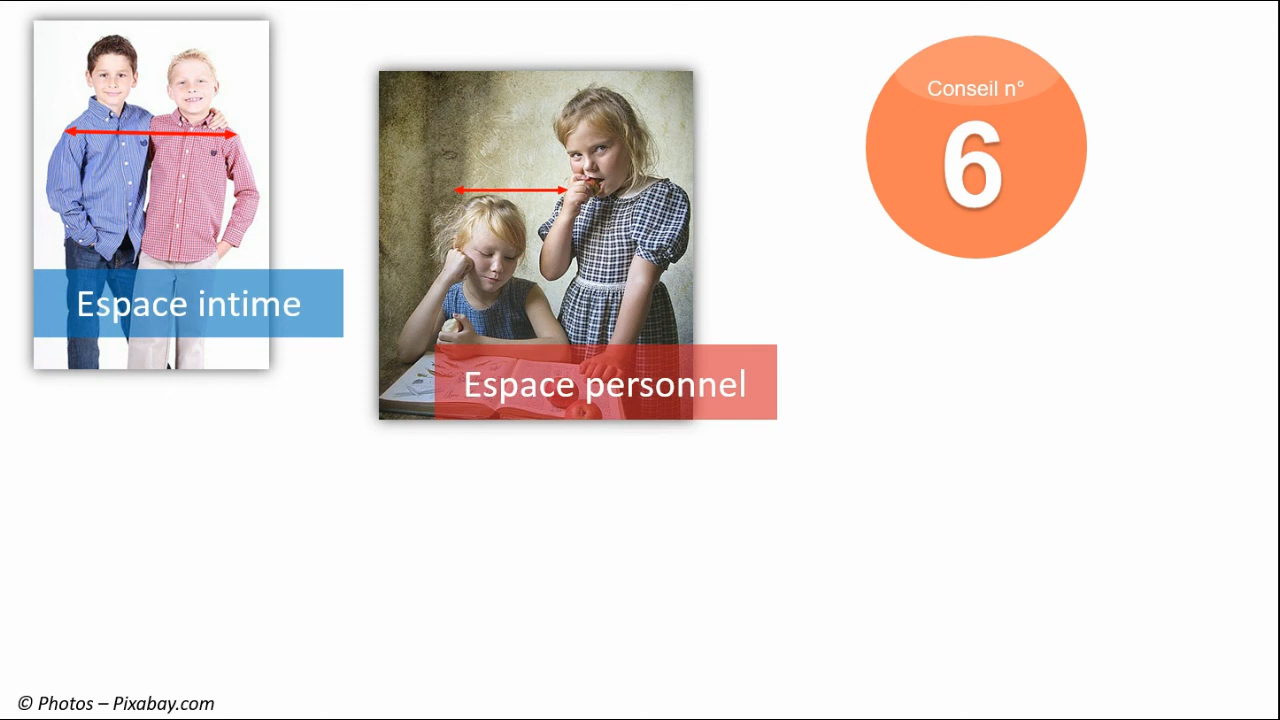 Conseil n°
6
Espace intime
Espace personnel
© Photos – Pixabay.com